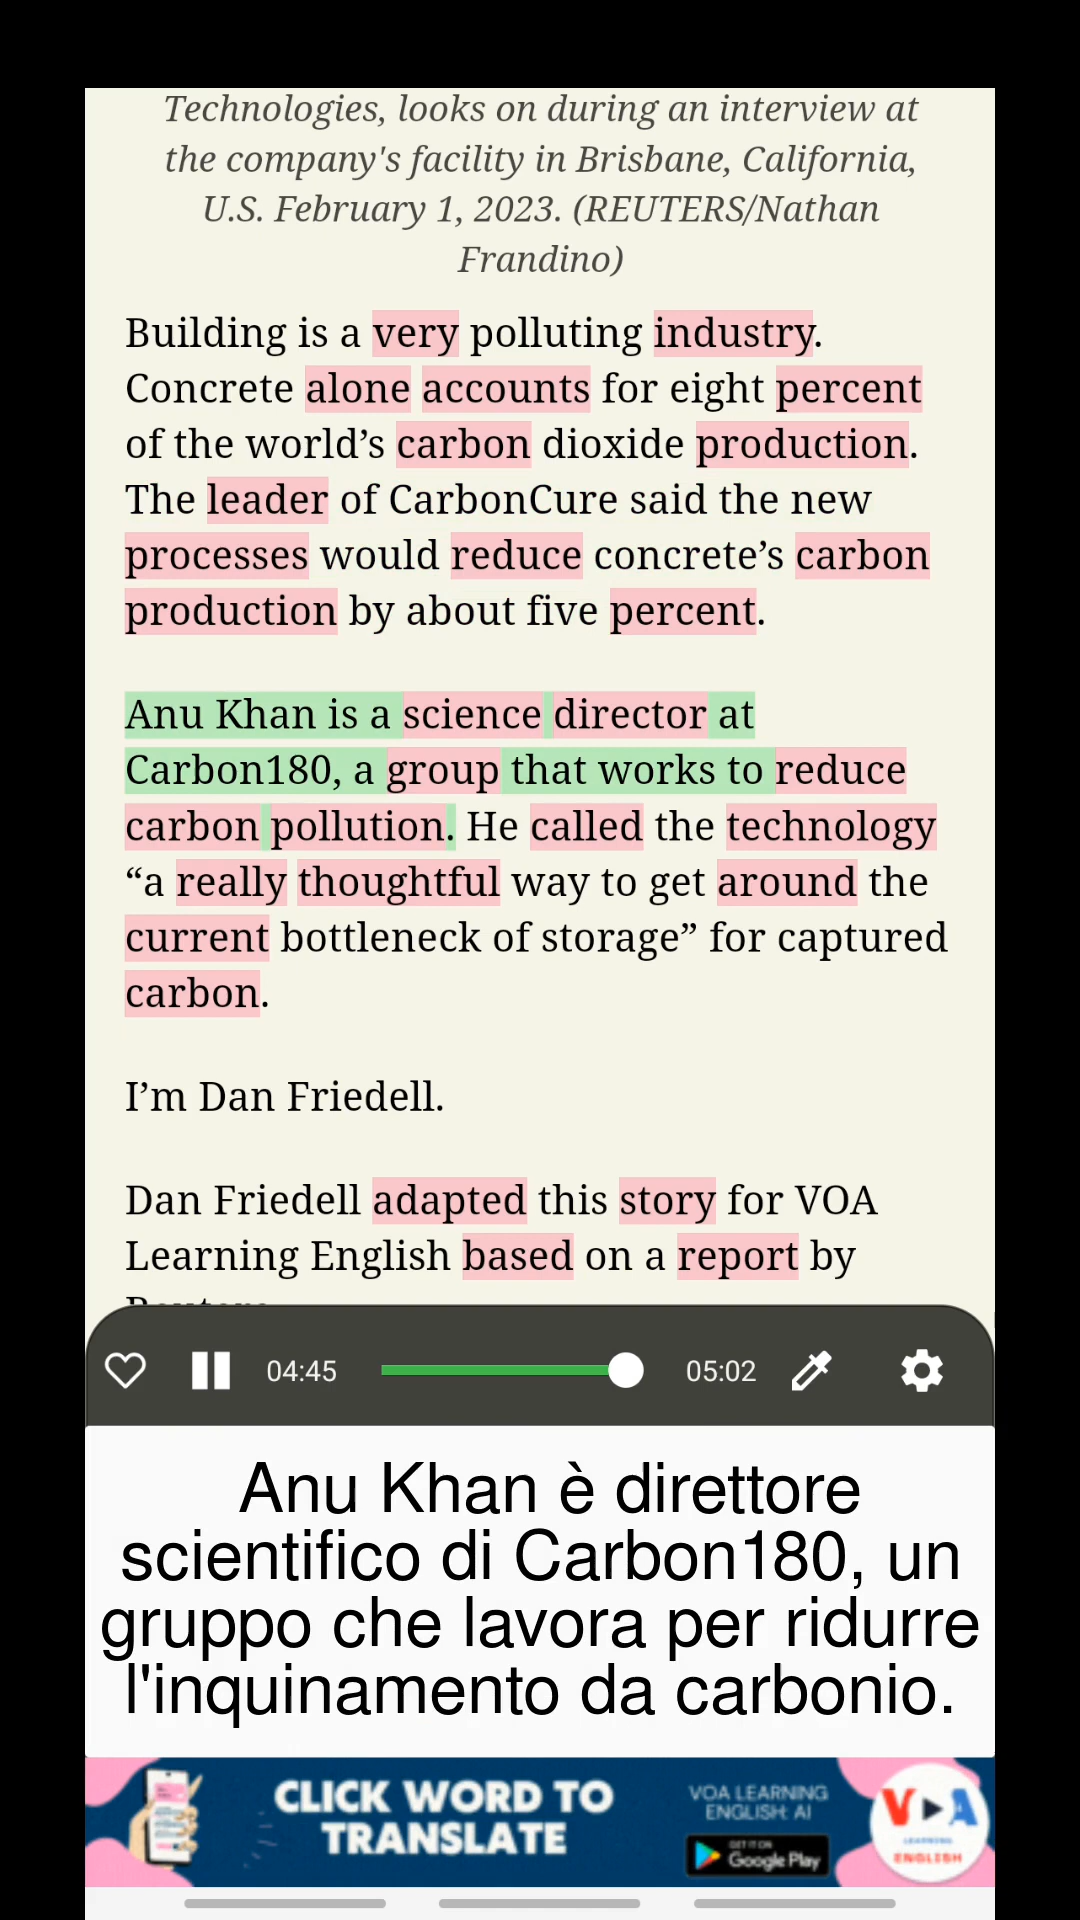 Technologies, looks on during an interview at
the company's facility in Brisbane, California,
U.S. February 1, 2023. (REUTERS/Nathan
Frandino)
Building is a very polluting industry.
Concrete alone accounts for eight percent
of the world’s carbon dioxide production.
The leader of CarbonCure said the new
processes would reduce concrete’s carbon
production by about five percent.
Anu Khan is a science director at
Carbon180, a group that works to reduce
carbon pollution. He called the technology
“a really thoughtful way to get around the
current bottleneck of storage” for captured
carbon.
I’m Dan Friedell.
Dan Friedell adapted this story for VOA
Learning English based on a report by
04:45 05:02
Anu Khan è direttore
scientifico di Carbon180, un
gruppo che lavora per ridurre
l'inquinamento da carbonio.
CLICK WORD TO
TRANSLATE
VOA LEARNING
ENGLISH: AI
GET IT ON
Google Play
VOA
LEARNING
ENGLISH